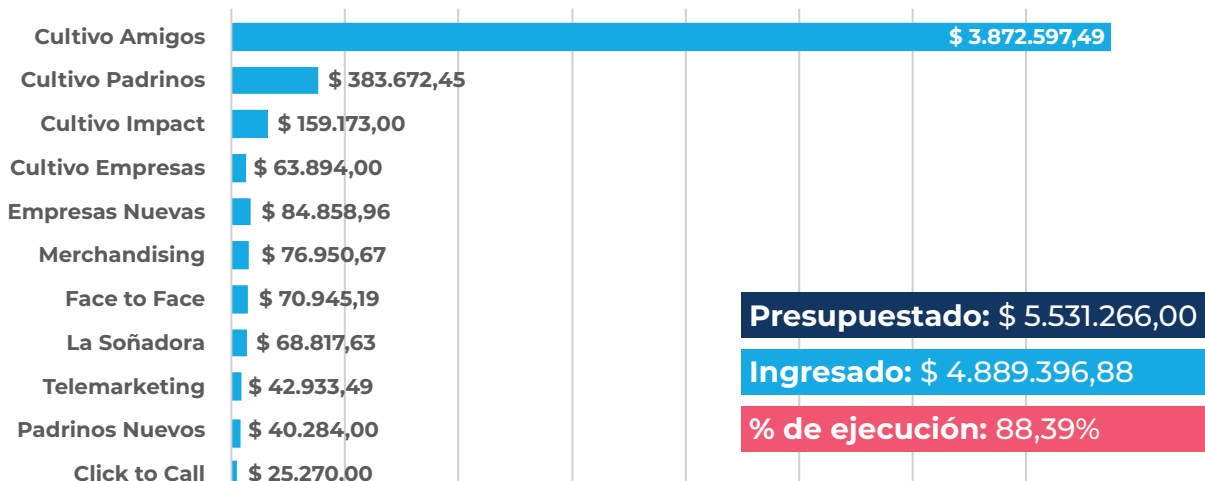 Cultivo Amigos $ 3.872.597,49
Cultivo Padrinos $ 383.672,45
Cultivo Impact $ 159.173,00
Cultivo Empresas $ 63.894,00
Empresas Nuevas $ 84.858,96
Merchandising $ 76.950,67
Face to Face $ 70.945,19
La Soñadora $ 68.817,63
Telemarketing $ 42.933,49
Padrinos Nuevos $ 40.284,00
Click to Call $ 25.270,00
Presupuestado: $ 5.531.266,00
Ingresado: $ 4.889.396,88
% de ejecución: 88,39%